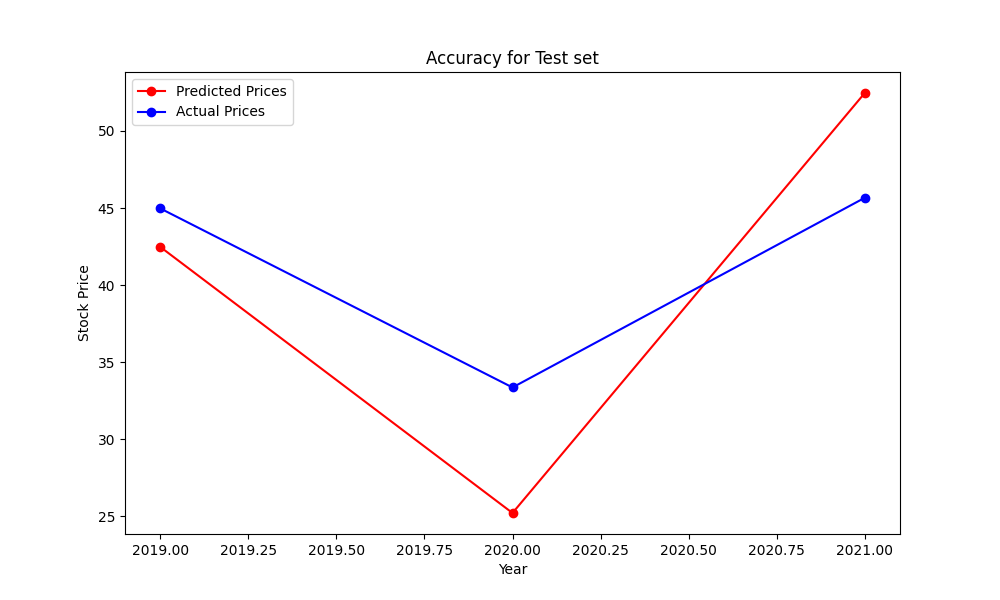 Accuracy for Test set
Predicted Prices
Actual Prices
Stock Price
50
45
40
35
30
25
2019.00 2019.25 2019.50 2019.75 2020.00 2020.25 2020.50 2020.75 2021.00
Year